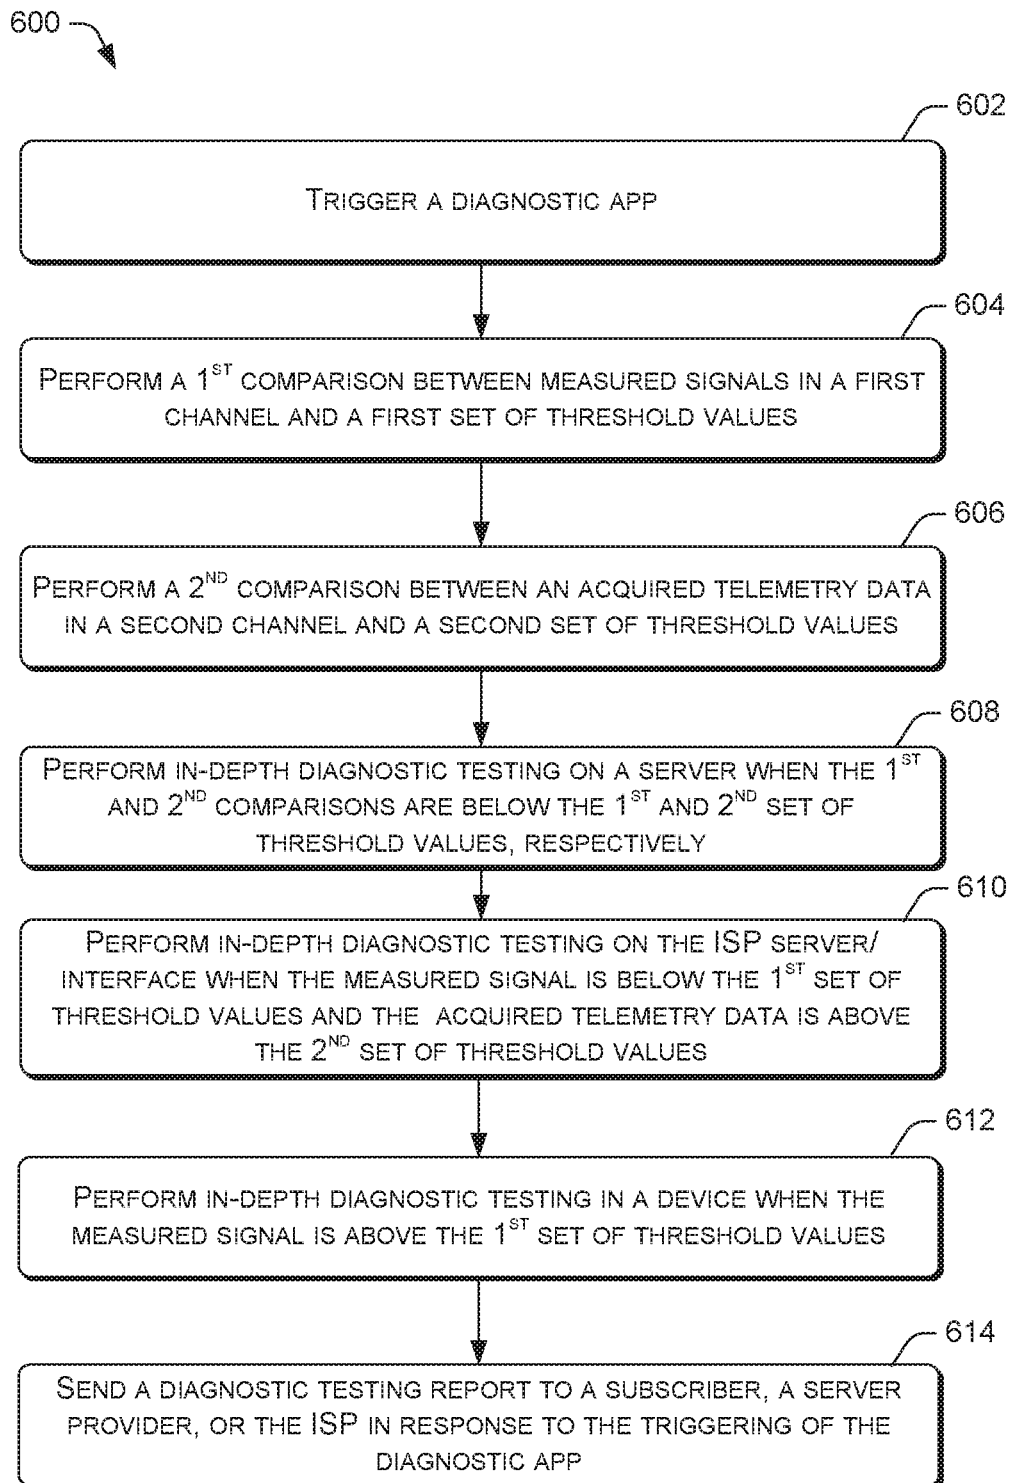 600
602
TRIGGER A DIAGNOSTIC APP
604
PERFORM A 1ST COMPARISON BETWEEN MEASURED SIGNALS IN A FIRST
CHANNEL AND A FIRST SET OF THRESHOLD VALUES
606
PERFORM A 2ND COMPARISON BETWEEN AN ACQUIRED TELEMETRY DATA
IN A SECOND CHANNEL AND A SECOND SET OF THRESHOLD VALUES
608
PERFORM IN-DEPTH DIAGNOSTIC TESTING ON A SERVER WHEN THE 1ST
AND 2ND COMPARISONS ARE BELOW THE 1ST AND 2ND SET OF
THRESHOLD VALUES, RESPECTIVELY
610
PERFORM IN-DEPTH DIAGNOSTIC TESTING ON THE ISP SERVER/
INTERFACE WHEN THE MEASURED SIGNAL IS BELOW THE 1ST SET OF
THRESHOLD VALUES AND THE ACQUIRED TELEMETRY DATA IS ABOVE
THE 2ND SET OF THRESHOLD VALUES
612
PERFORM IN-DEPTH DIAGNOSTIC TESTING IN A DEVICE WHEN THE
MEASURED SIGNAL IS ABOVE THE 1ST SET OF THRESHOLD VALUES
614
SEND A DIAGNOSTIC TESTING REPORT TO A SUBSCRIBER, A SERVER
PROVIDER, OR THE ISP IN RESPONSE TO THE TRIGGERING OF THE
DIAGNOSTIC APP